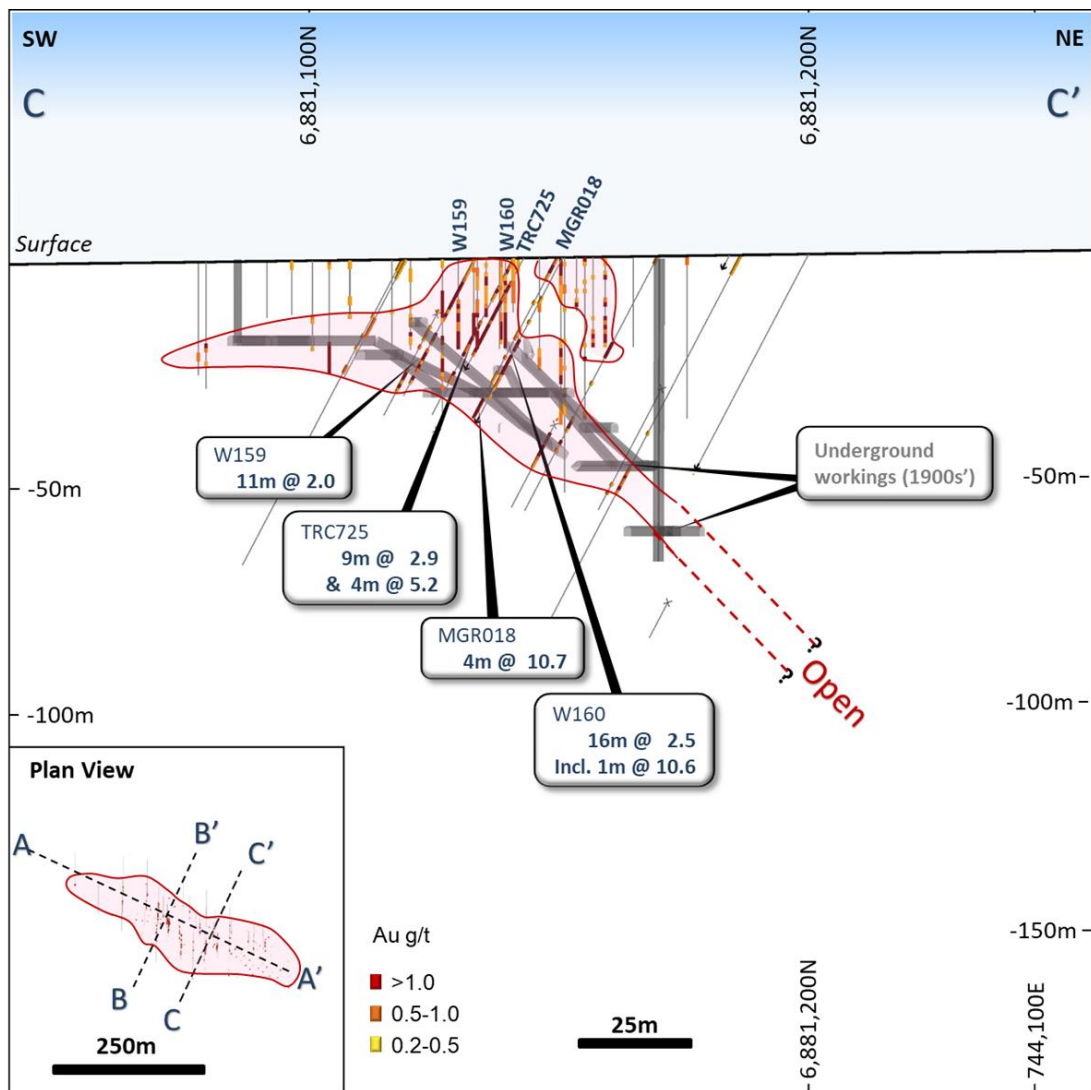 SW
NE
C
C’
6,881,100N
6,881,200N
Surface
W159
W160
TRC725
MGR018
W159
11m @ 2.0
Underground
workings (1900s’)
-50m
-50m
TRC725
9m @ 2.9
& 4m @ 5.2
MGR018
4m @ 10.7
?
?
Open
W160
16m @ 2.5
Incl. 1m @ 10.6
-100m
-100m
Plan View
A
B’
C’
B
C
A’
250m
Au g/t
>1.0
0.5-1.0
0.2-0.5
25m
-150m
6,881,200N
744,100E